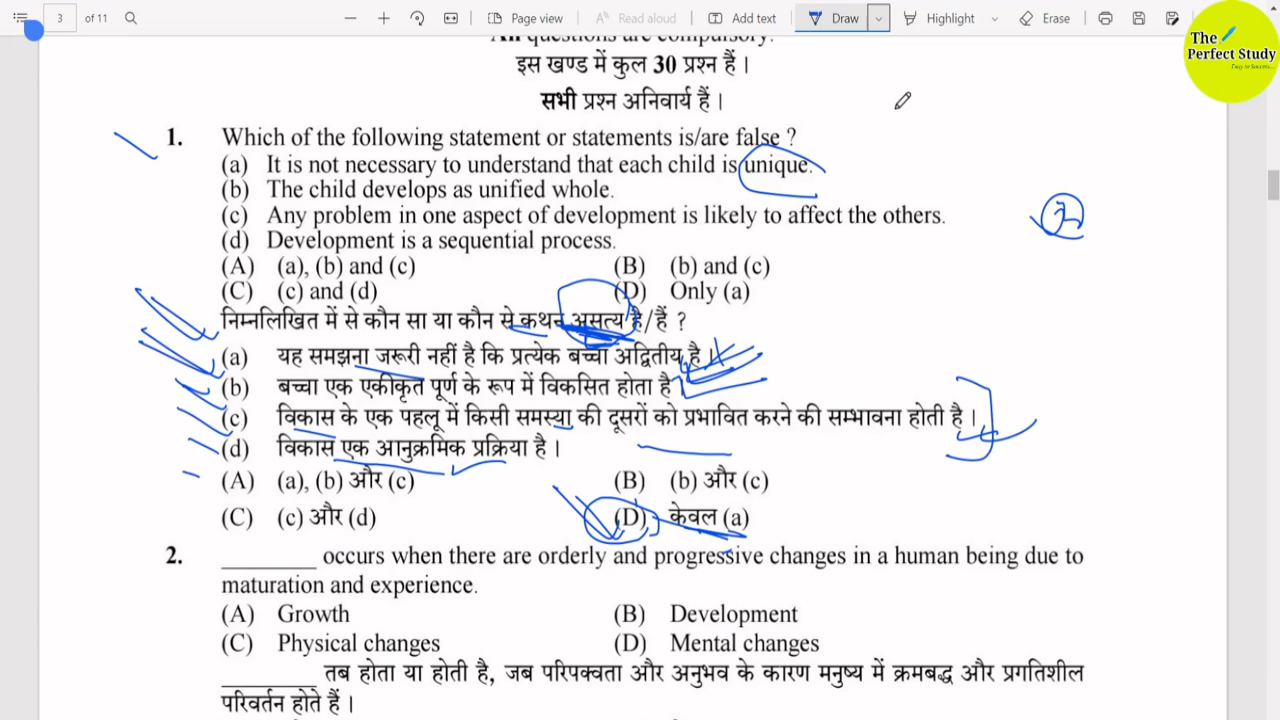 3 of 11 Page view Read aloud Add text Draw Highlight Erase
The
Perfect Study
Easy to Success...
All questions are compulsory.
इस खण्ड में कुल 30 प्रश्न हैं ।
सभी प्रश्न अनिवार्य हैं ।
1. Which of the following statement or statements is/are false ?
(a) It is not necessary to understand that each child is unique.
(b) The child develops as unified whole.
(c) Any problem in one aspect of development is likely to affect the others.
(d) Development is a sequential process.
(A) (a), (b) and (c) (B) (b) and (c)
(C) (c) and (d) (D) Only (a)
निम्नलिखित में से कौन सा या कौन से कथन असत्य है/हैं ?
(a) यह समझना जरूरी नहीं है कि प्रत्येक बच्चा अद्वितीय है ।
(b) बच्चा एक एकीकृत पूर्ण के रूप में विकसित होता है ।
(c) विकास के एक पहलू में किसी समस्या की दूसरों को प्रभावित करने की सम्भावना होती है ।
(d) विकास एक आनुक्रमिक प्रक्रिया है ।
(A) (a), (b) और (c) (B) (b) और (c)
(C) (c) और (d) (D) केवल (a)
2. ________ occurs when there are orderly and progressive changes in a human being due to
maturation and experience.
(A) Growth (B) Development
(C) Physical changes (D) Mental changes
________ तब होता या होती है, जब परिपक्वता और अनुभव के कारण मनुष्य में क्रमबद्ध और प्रगतिशील
परिवर्तन होते हैं ।